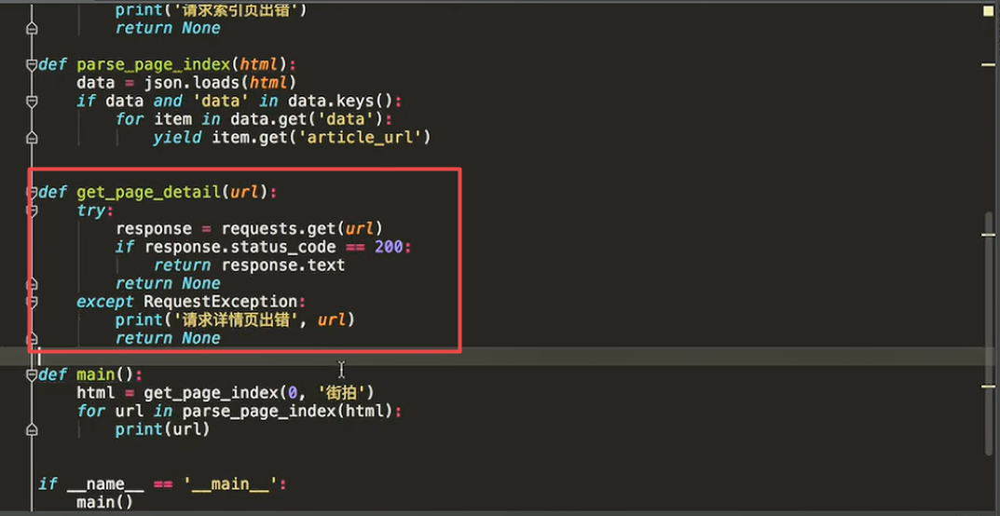 print('请求索引页出错')
        return None

def parse_page_index(html):
    data = json.loads(html)
    if data and 'data' in data.keys():
        for item in data.get('data'):
            yield item.get('article_url')

def get_page_detail(url):
    try:
        response = requests.get(url)
        if response.status_code == 200:
            return response.text
        return None
    except RequestException:
        print('请求详情页出错', url)
        return None

def main():
    html = get_page_index(0, '街拍')
    for url in parse_page_index(html):
        print(url)

if __name__ == '__main__':
    main()